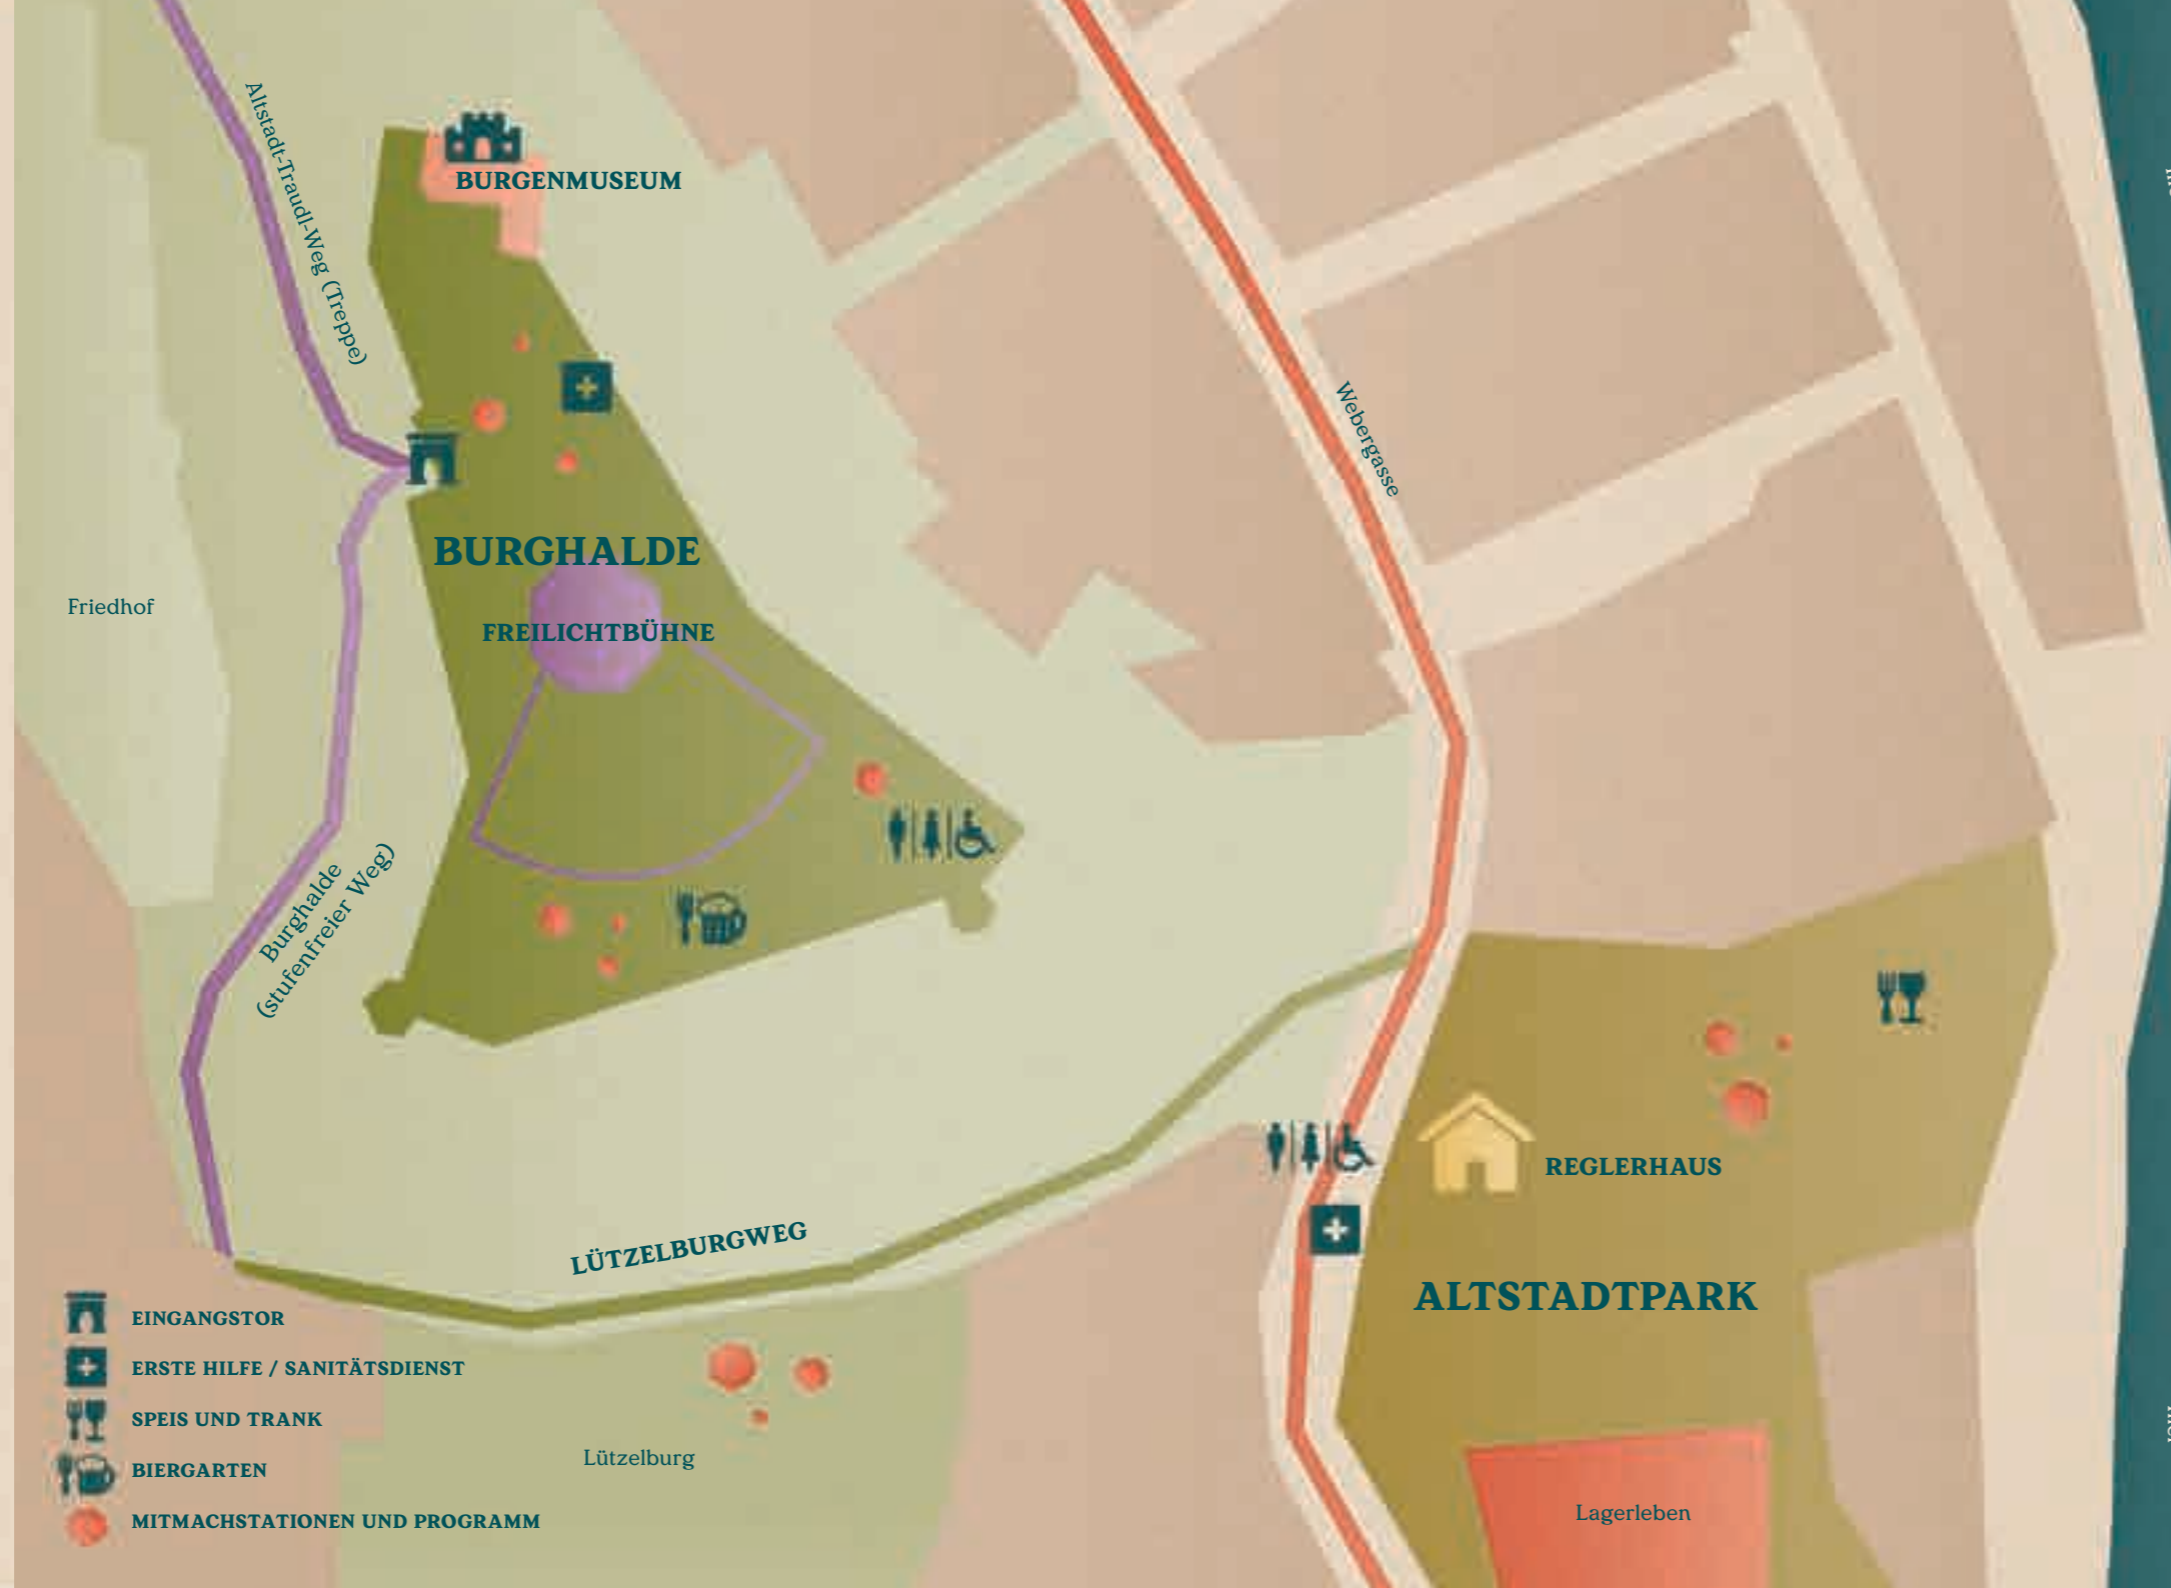 Altstadt-Traudl-Weg (Treppe)
BURGENMUSEUM
Webergasse
BURGHALDE
Friedhof
FREILICHTBÜHNE
Burghalde
(stufenfreier Weg)
REGLERHAUS
LÜTZELBURGWEG
ALTSTADTPARK
EINGANGSTOR
ERSTE HILFE / SANITÄTSDIENST
SPEIS UND TRANK
BIERGARTEN
MITMACHSTATIONEN UND PROGRAMM
Lützelburg
Lagerleben